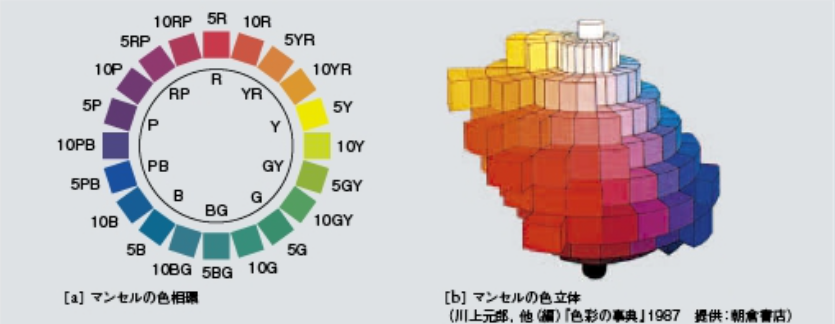 5R
10R
5YR
10YR
5Y
10Y
5GY
10GY
5G
10G
5BG
10BG
5B
10B
5PB
10PB
5P
10P
5RP
10RP
R
YR
Y
GY
G
BG
B
PB
P
RP
[a] マンセルの色相環
[b] マンセルの色立体
(川上元郎, 他(編)『色彩の事典』1987 提供:朝倉書店)